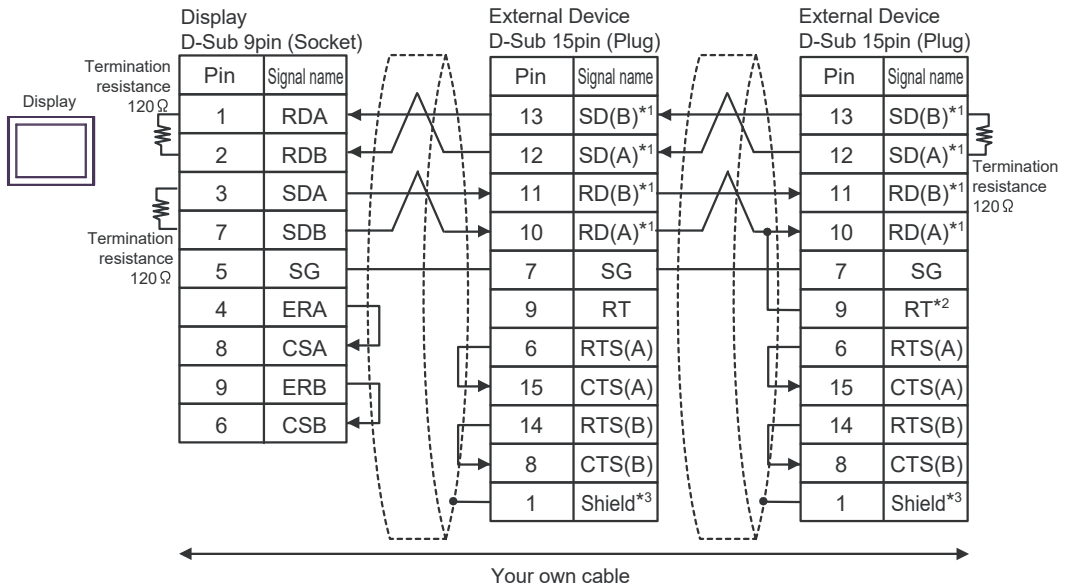 Display
D-Sub 9pin (Socket)
External Device
D-Sub 15pin (Plug)
External Device
D-Sub 15pin (Plug)
Display
Termination
resistance
120Ω
Termination
resistance
120Ω
Pin Signal name
1 RDA
2 RDB
3 SDA
7 SDB
5 SG
4 ERA
8 CSA
9 ERB
6 CSB
Pin Signal name
13 SD(B)*1
12 SD(A)*1
11 RD(B)*1
10 RD(A)*1
7 SG
9 RT
6 RTS(A)
15 CTS(A)
14 RTS(B)
8 CTS(B)
1 Shield*3
Pin Signal name
13 SD(B)*1
12 SD(A)*1
11 RD(B)*1
10 RD(A)*1
7 SG
9 RT*2
6 RTS(A)
15 CTS(A)
14 RTS(B)
8 CTS(B)
1 Shield*3
Termination
resistance
120Ω
Your own cable